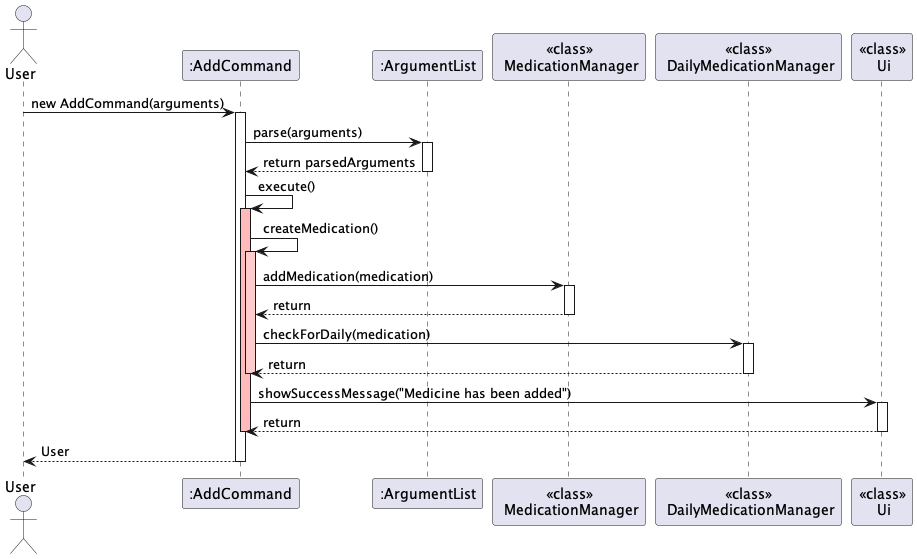 User
:AddCommand
:ArgumentList
«class»
MedicationManager
«class»
DailyMedicationManager
«class»
Ui
new AddCommand(arguments)
parse(arguments)
return parsedArguments
execute()
createMedication()
addMedication(medication)
return
checkForDaily(medication)
return
showSuccessMessage("Medicine has been added")
return
User
User
:AddCommand
:ArgumentList
«class»
MedicationManager
«class»
DailyMedicationManager
«class»
Ui